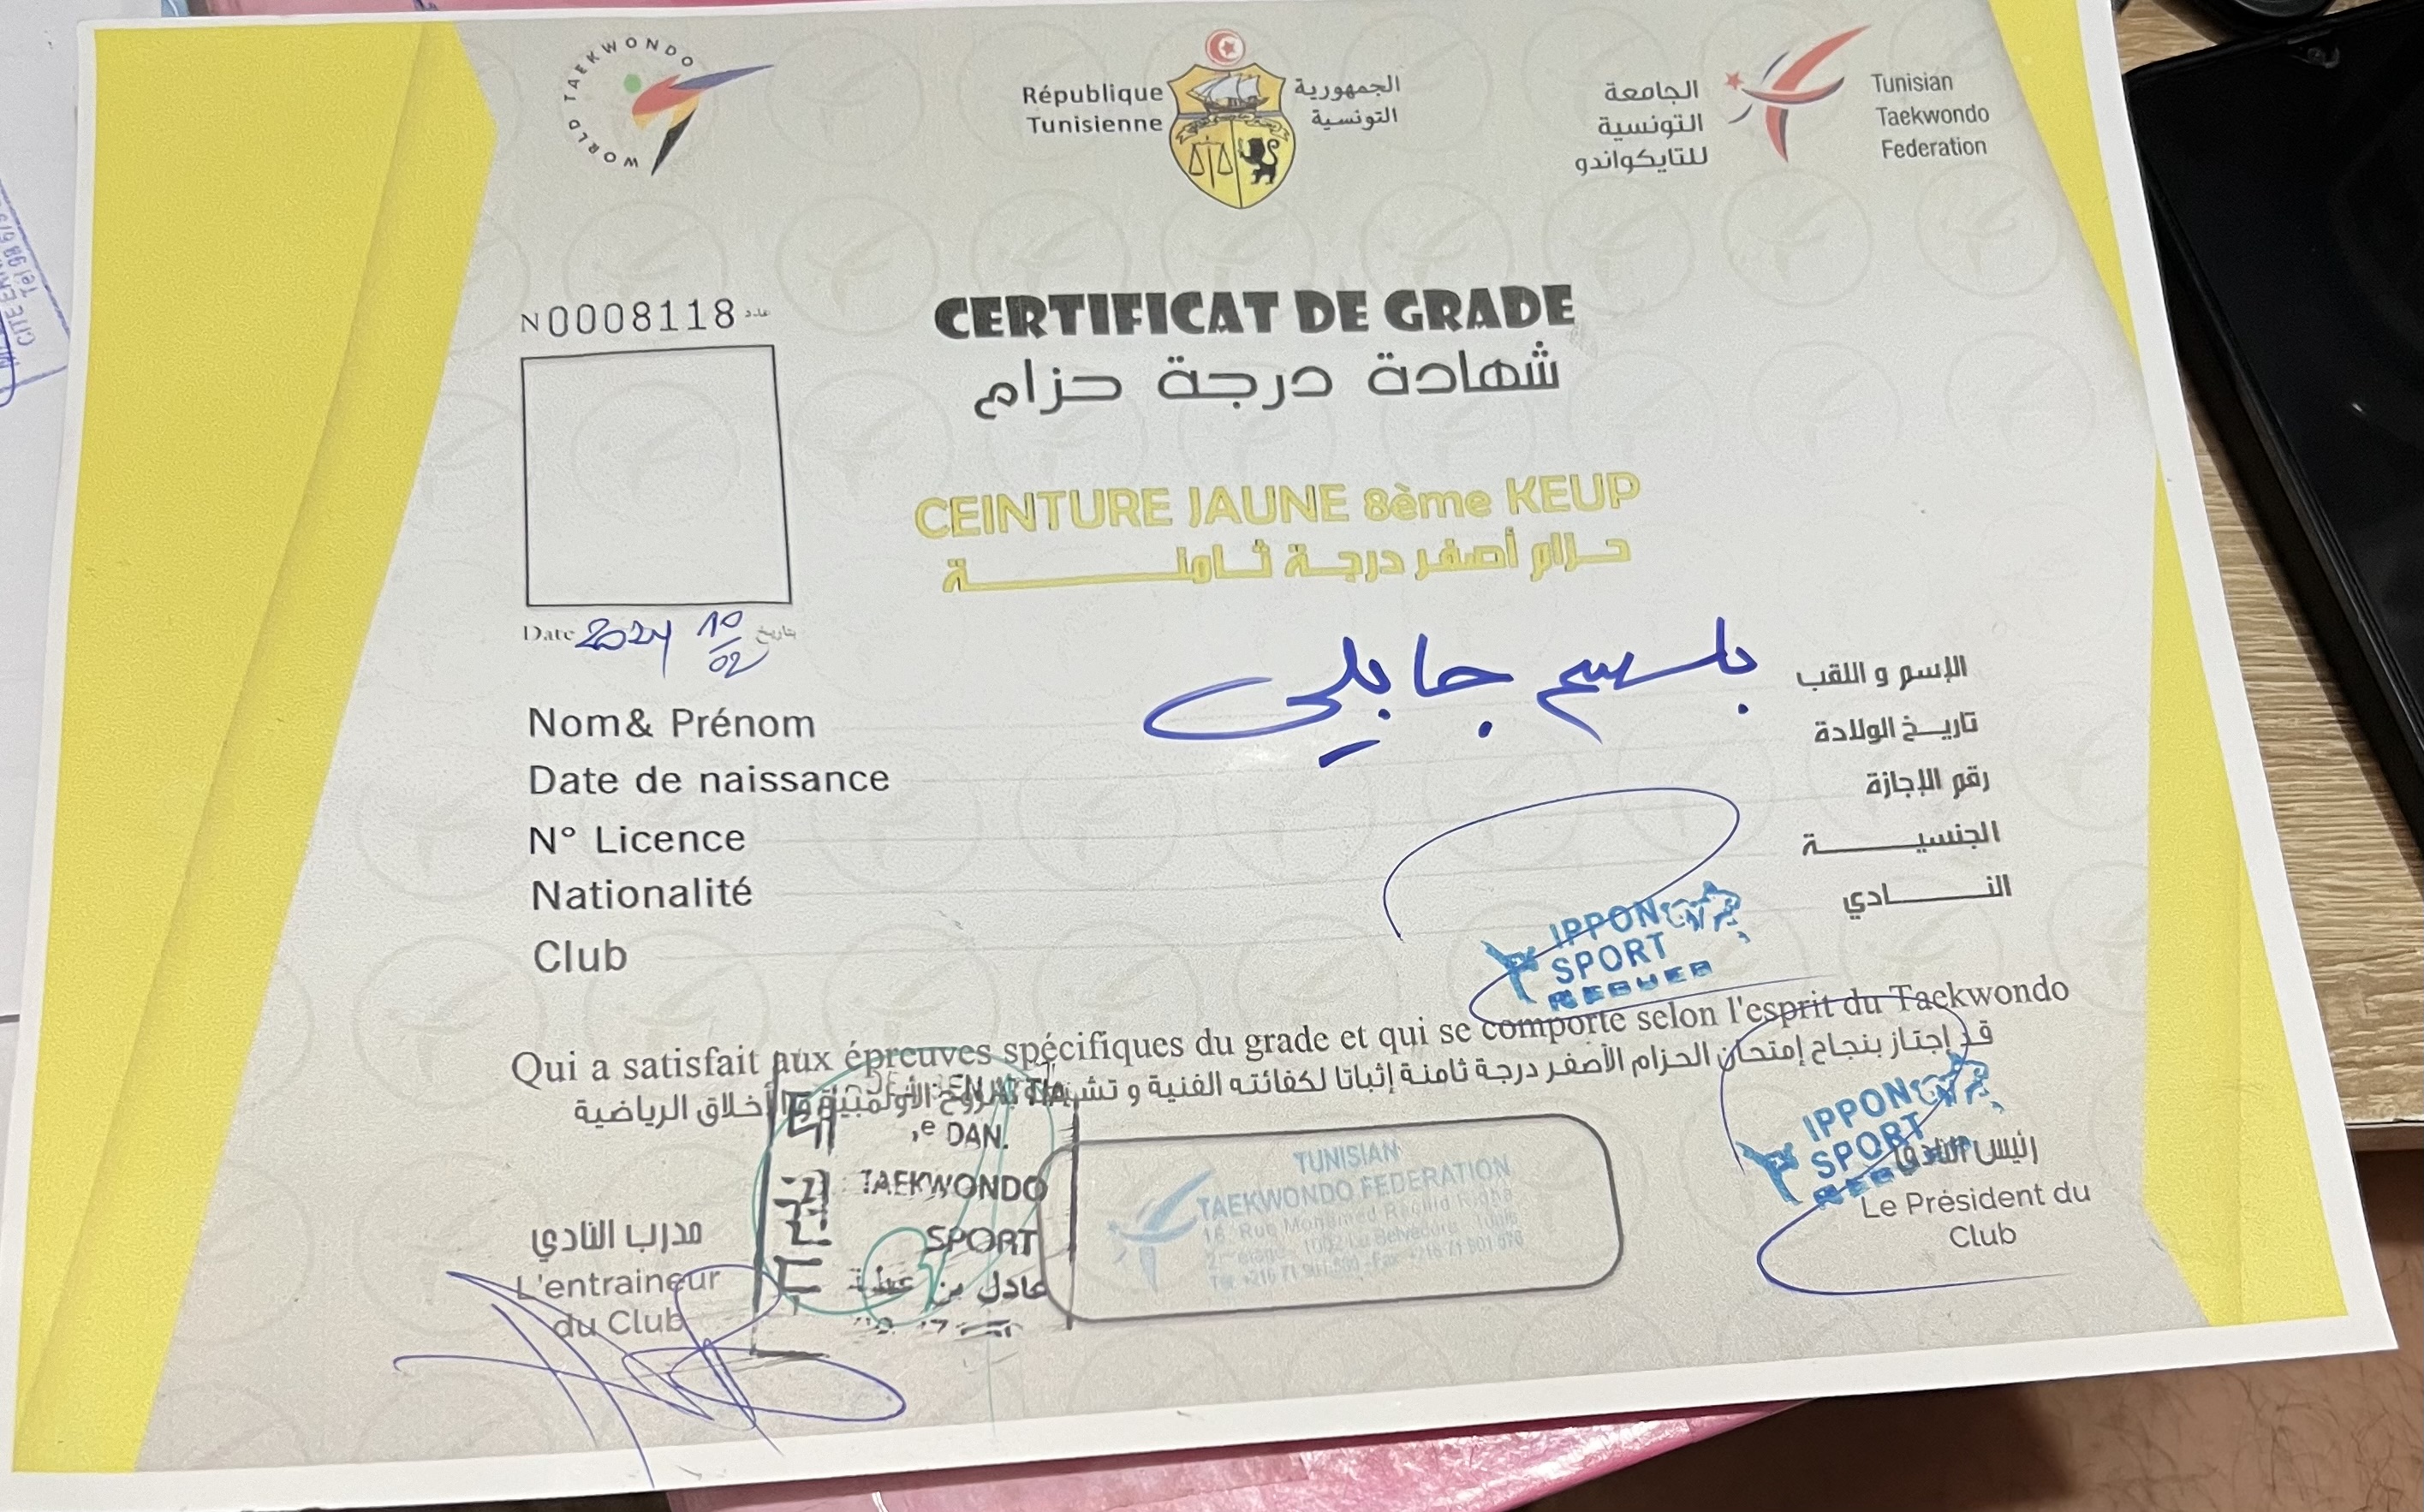 WORLD TAEKWONDO
République
Tunisienne
الجمهورية
التونسية
الجامعة
التونسية
للتايكواندو
Tunisian
Taekwondo
Federation
N0008118 عدد
CERTIFICAT DE GRADE
شهادة درجة حزام
CEINTURE JAUNE 8ème KEUP
حزام أصفر درجة ثامنة
Date 2024 10/02 بتاريخ
الإسم و اللقب
جابلي
Nom& Prénom
تاريخ الولادة
Date de naissance
رقم الإجازة
N° Licence
الجنسية
Nationalité
النادي
Club
IPPON
SPORT
Qui a satisfait aux épreuves spécifiques du grade et qui se comporte selon l'esprit du Taekwondo
قد إجتاز بنجاح إمتحان الحزام الأصفر درجة ثامنة إثباتا لكفائته الفنية و الأخلاق الرياضية
DAN.
TAEKWONDO
SPORT
عادل بن عطية
TUNISIAN
TAEKWONDO FEDERATION
IPPON
SPORT
رئيس النادي
Le Président du
Club
مدرب النادي
L'entraineur
du Club